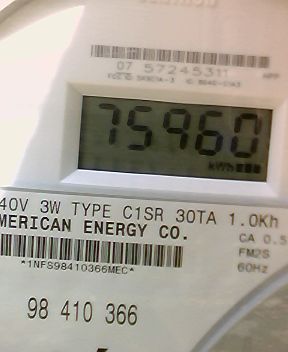 07 57245311
75960
kWh
40V 3W TYPE C1SR 30TA 1.0Kh
MERICAN ENERGY CO.
CA 0.5
FM2S
60Hz
*1NFS98410366MEC*
98 410 366